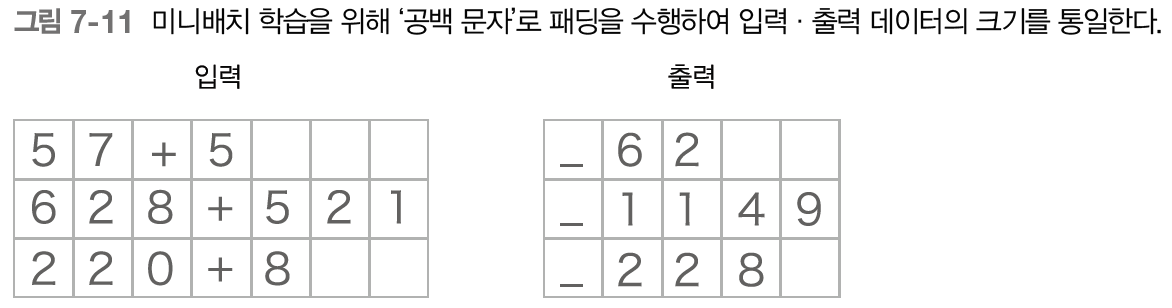 그림 7-11 미니배치 학습을 위해 ‘공백 문자’로 패딩을 수행하여 입력 · 출력 데이터의 크기를 통일한다.
입력 출력
5 7 + 5 _ 6 2
6 2 8 + 5 2 1 _ 1 1 4 9
2 2 0 + 8 _ 2 2 8